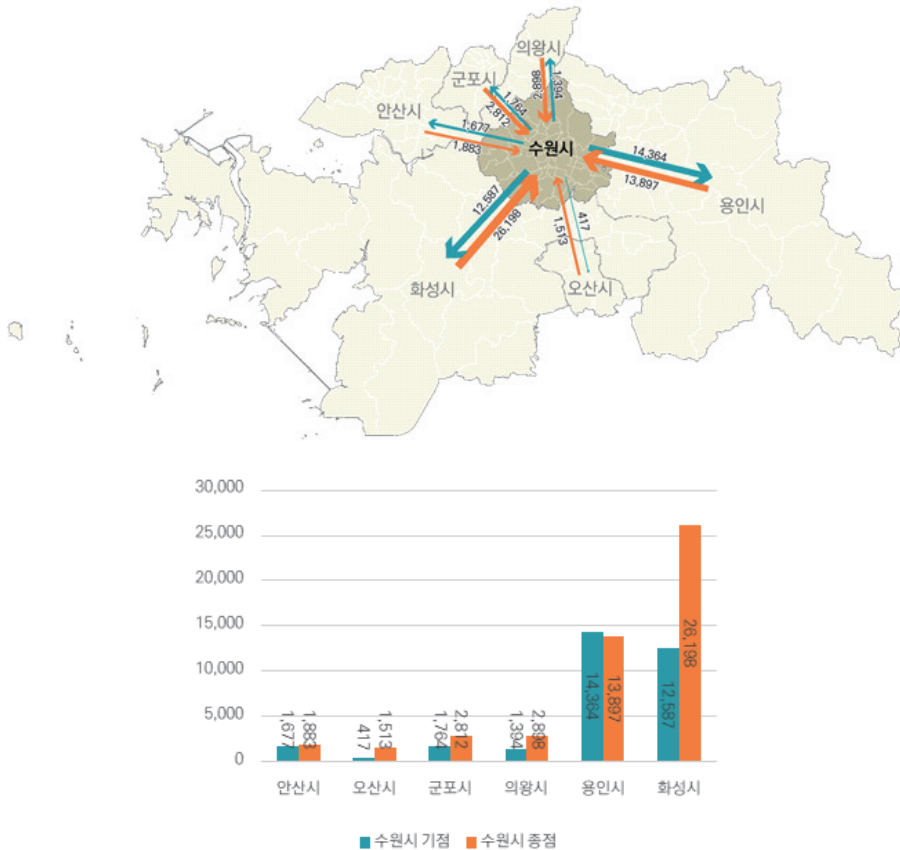 의왕시
군포시
안산시
1,394
2,898
1,764
2,812
1,677
1,883
수원시
14,364
13,897
용인시
12,587
26,198
417
1,513
화성시
오산시
30,000
25,000
20,000
15,000
10,000
5,000
0
1,677 1,883 417 1,513 1,764 2,812 1,394 2,898 14,364 13,897 12,587 26,198
안산시 오산시 군포시 의왕시 용인시 화성시
수원시 기점 수원시 종점